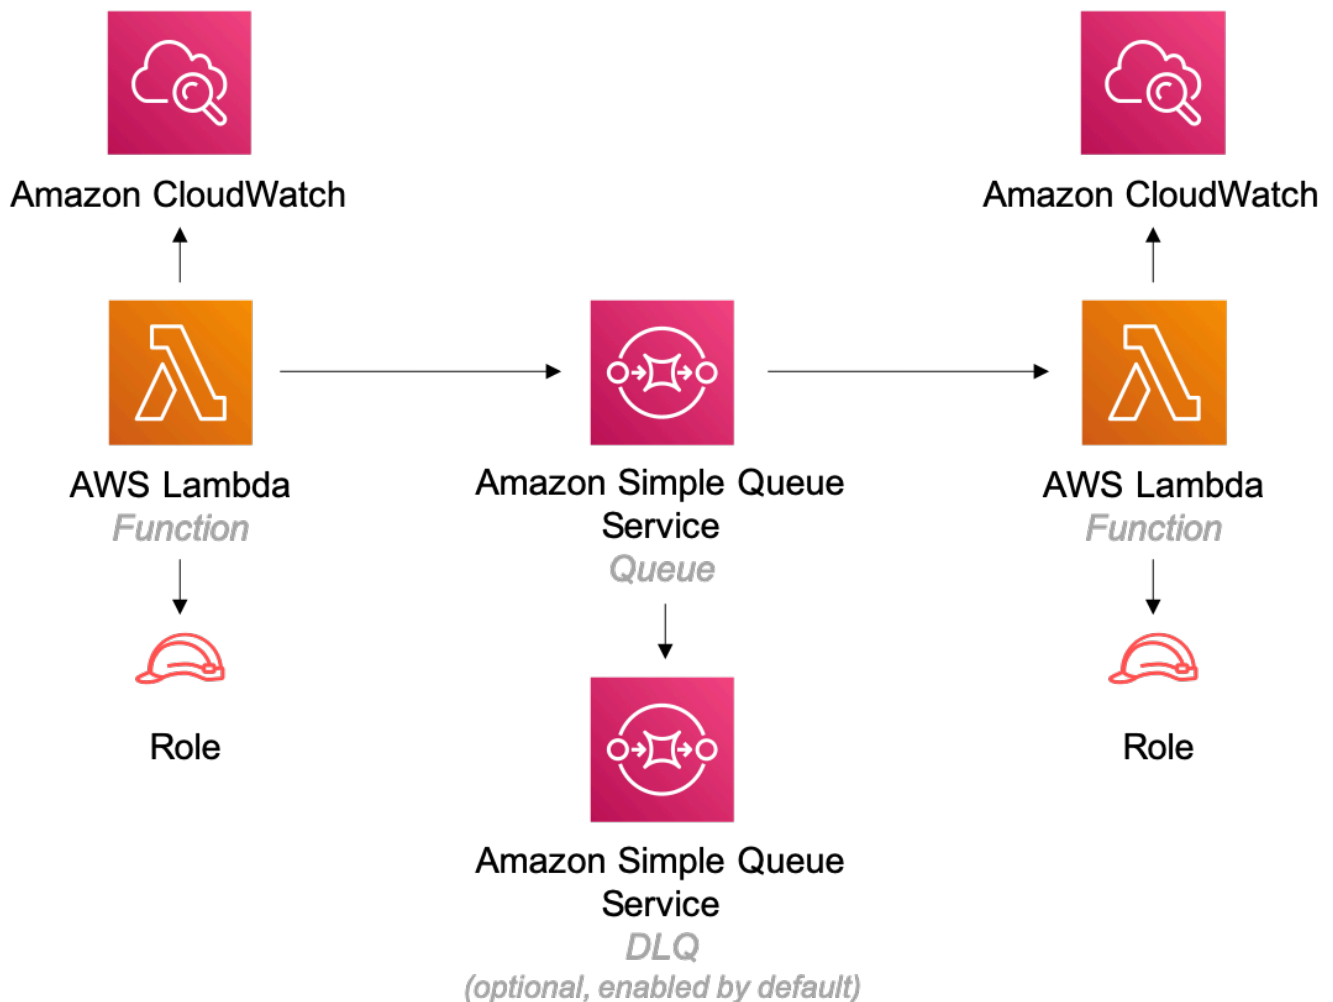 Amazon CloudWatch
Amazon CloudWatch
AWS Lambda
Function
Amazon Simple Queue
Service
Queue
AWS Lambda
Function
Role
Role
Amazon Simple Queue
Service
DLQ
(optional, enabled by default)